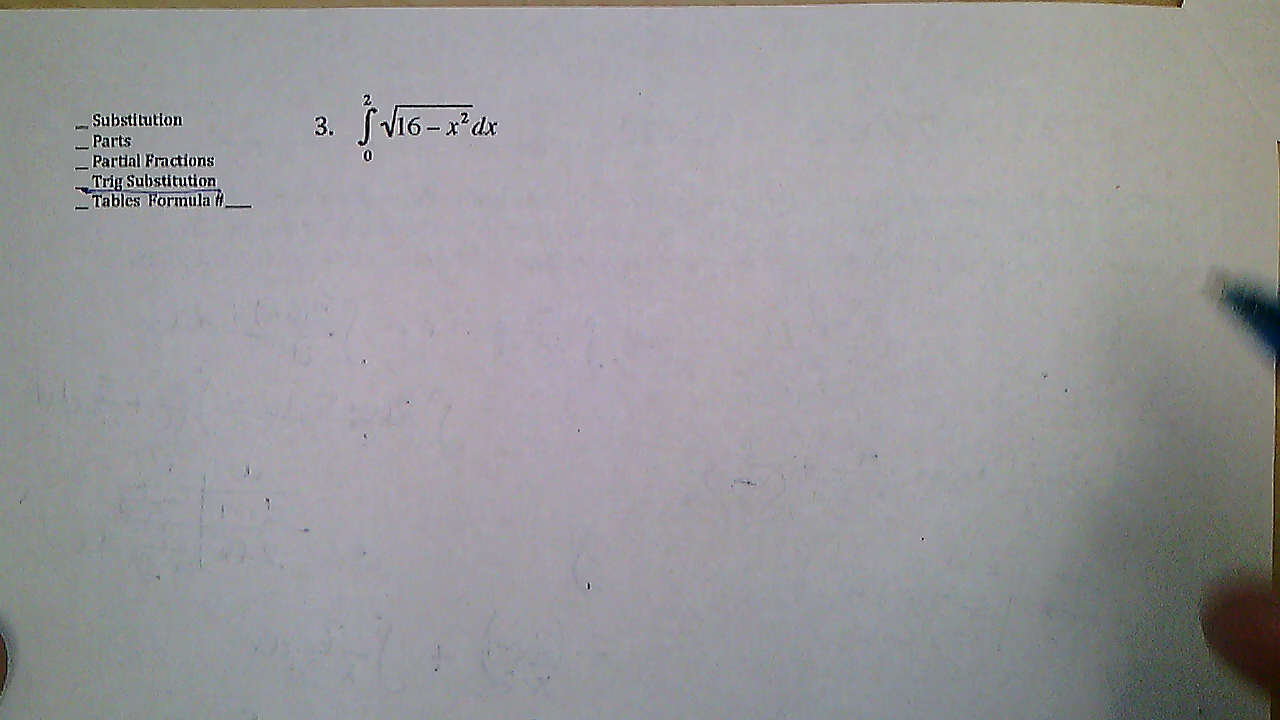 _ Substitution
_ Parts
_ Partial Fractions
_ Trig Substitution
_ Tables Formula #___
3. ∫₀² √(16 – x²) dx